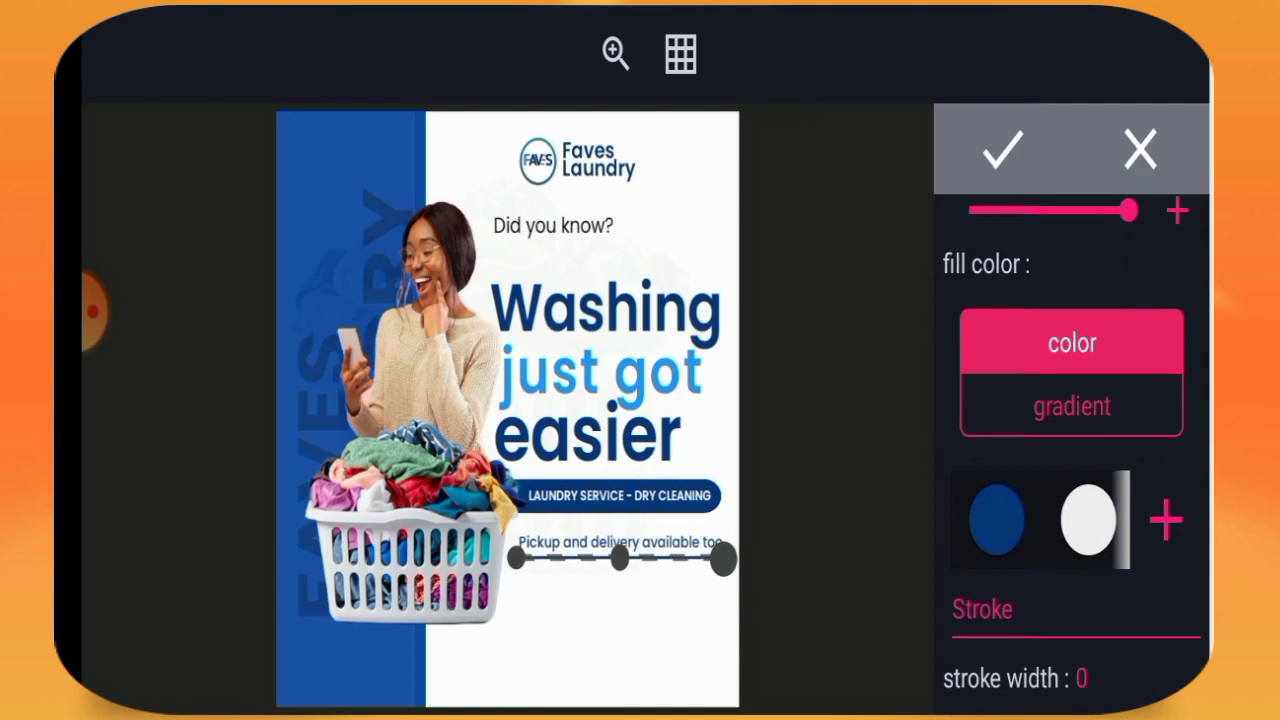 FAVES
Faves
Laundry
Did you know?
Washing
just got
easier
LAUNDRY SERVICE - DRY CLEANING
Pickup and delivery available too
fill color :
color
gradient
Stroke
stroke width : 0